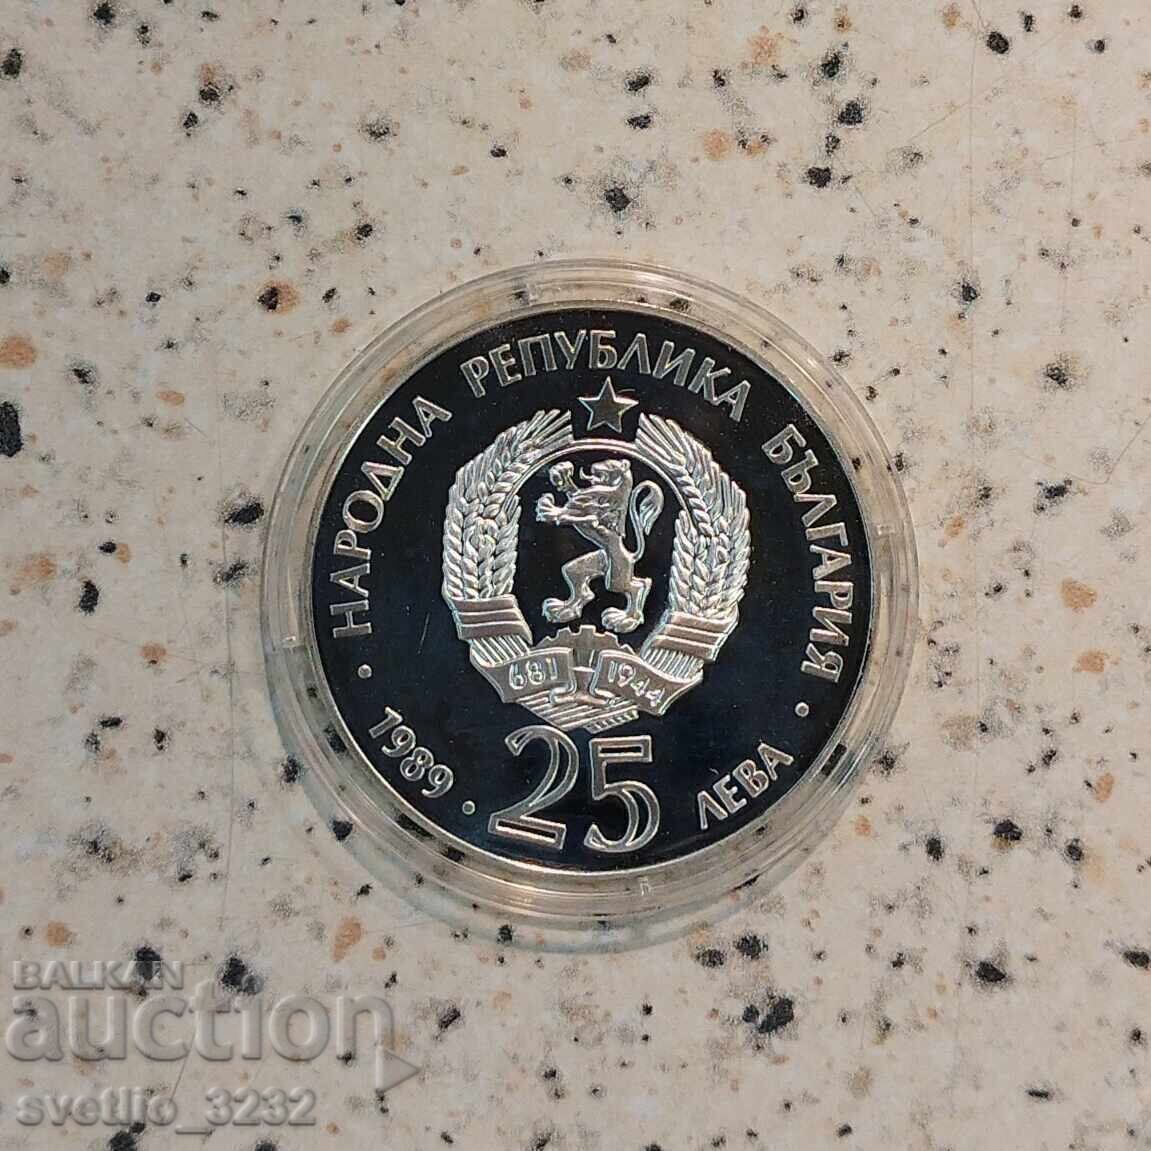 · НАРОДНА РЕПУБЛИКА БЪЛГАРИЯ ·
681 1944
1989 · 25 ЛЕВА
BALKAN
auction
svetlio_3232